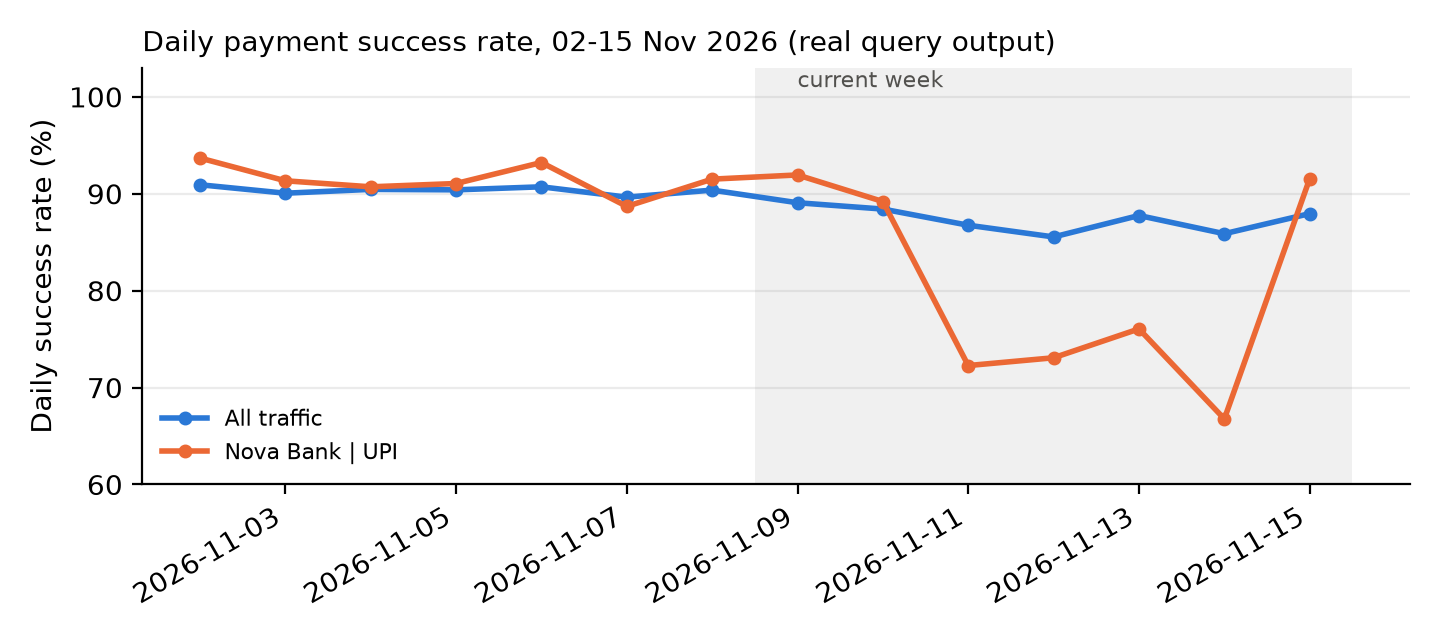 Daily payment success rate, 02-15 Nov 2026 (real query output)
current week
Daily success rate (%)
100
90
80
70
60
All traffic
Nova Bank | UPI
2026-11-03
2026-11-05
2026-11-07
2026-11-09
2026-11-11
2026-11-13
2026-11-15